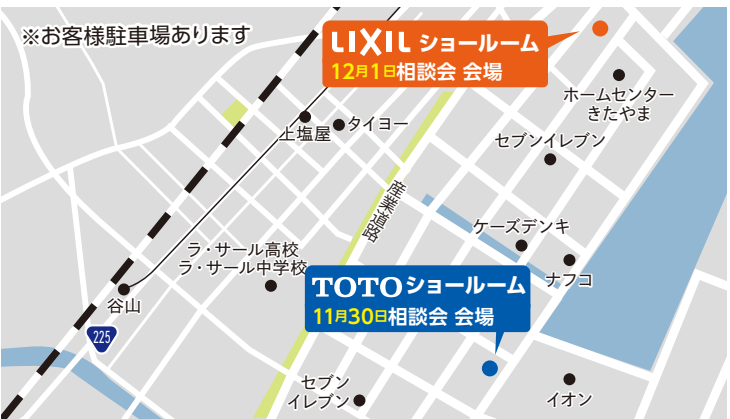 ※お客様駐車場あります
LIXIL ショールーム
12月1日相談会 会場
ホームセンター
きたやま
上塩屋
タイヨー
セブンイレブン
産業道路
ケーズデンキ
ナフコ
ラ・サール高校
ラ・サール中学校
TOTOショールーム
11月30日相談会 会場
谷山
225
セブン
イレブン
イオン